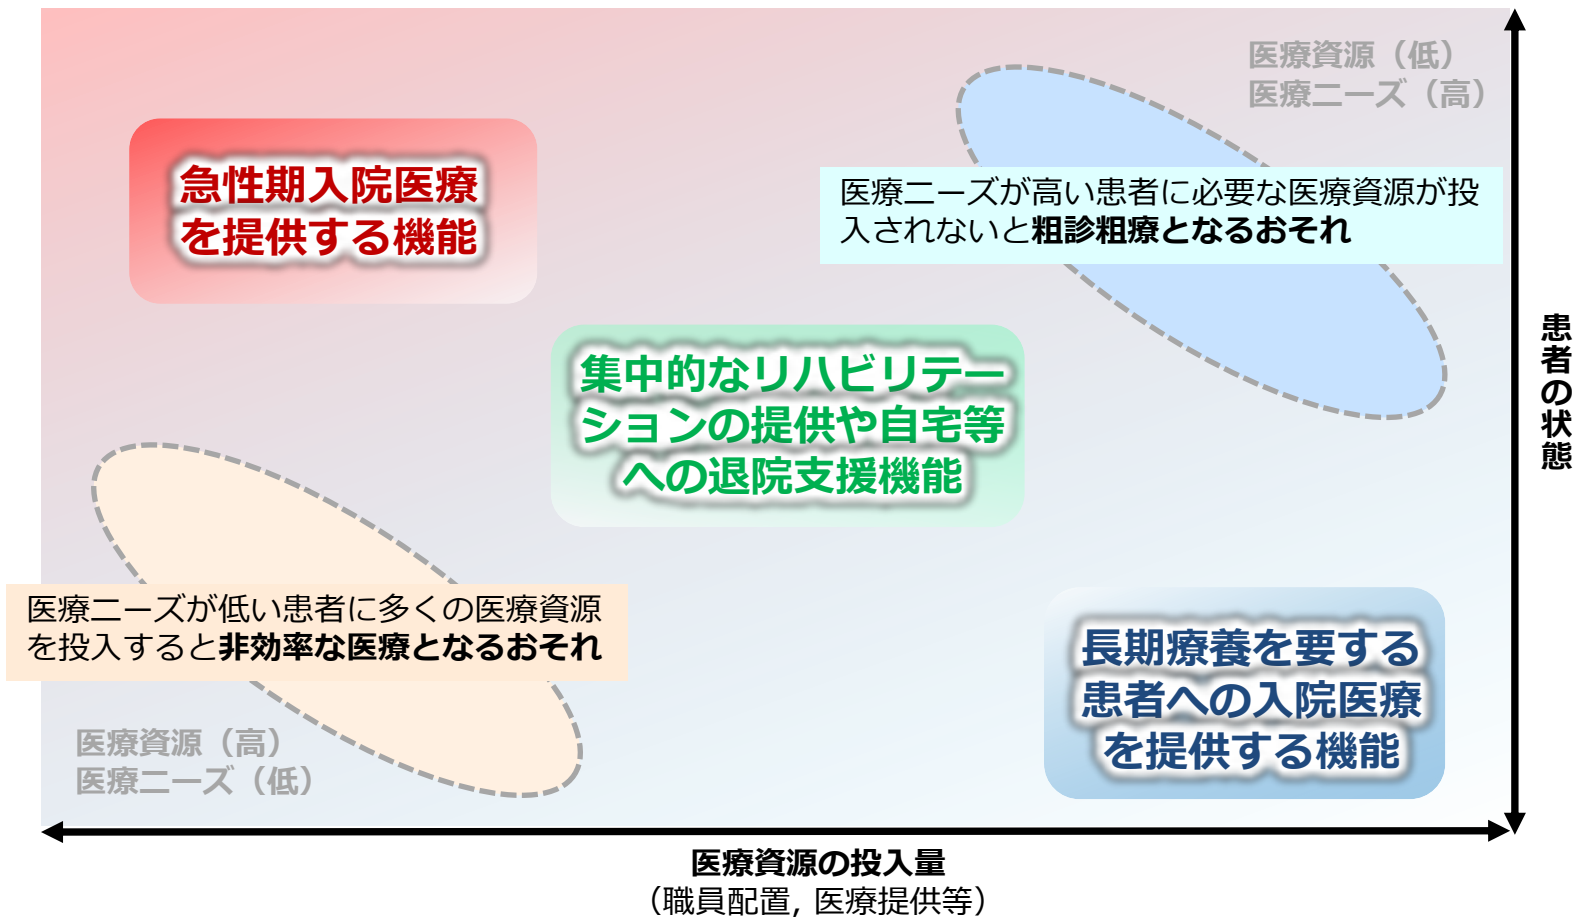 医療資源（低）
医療ニーズ（高）
急性期入院医療
を提供する機能
医療ニーズが高い患者に必要な医療資源が投
入されないと粗診粗療となるおそれ
患者の状態
集中的なリハビリテー
ションの提供や自宅等
への退院支援機能
医療ニーズが低い患者に多くの医療資源
を投入すると非効率な医療となるおそれ
長期療養を要する
患者への入院医療
を提供する機能
医療資源（高）
医療ニーズ（低）
医療資源の投入量
（職員配置, 医療提供等）